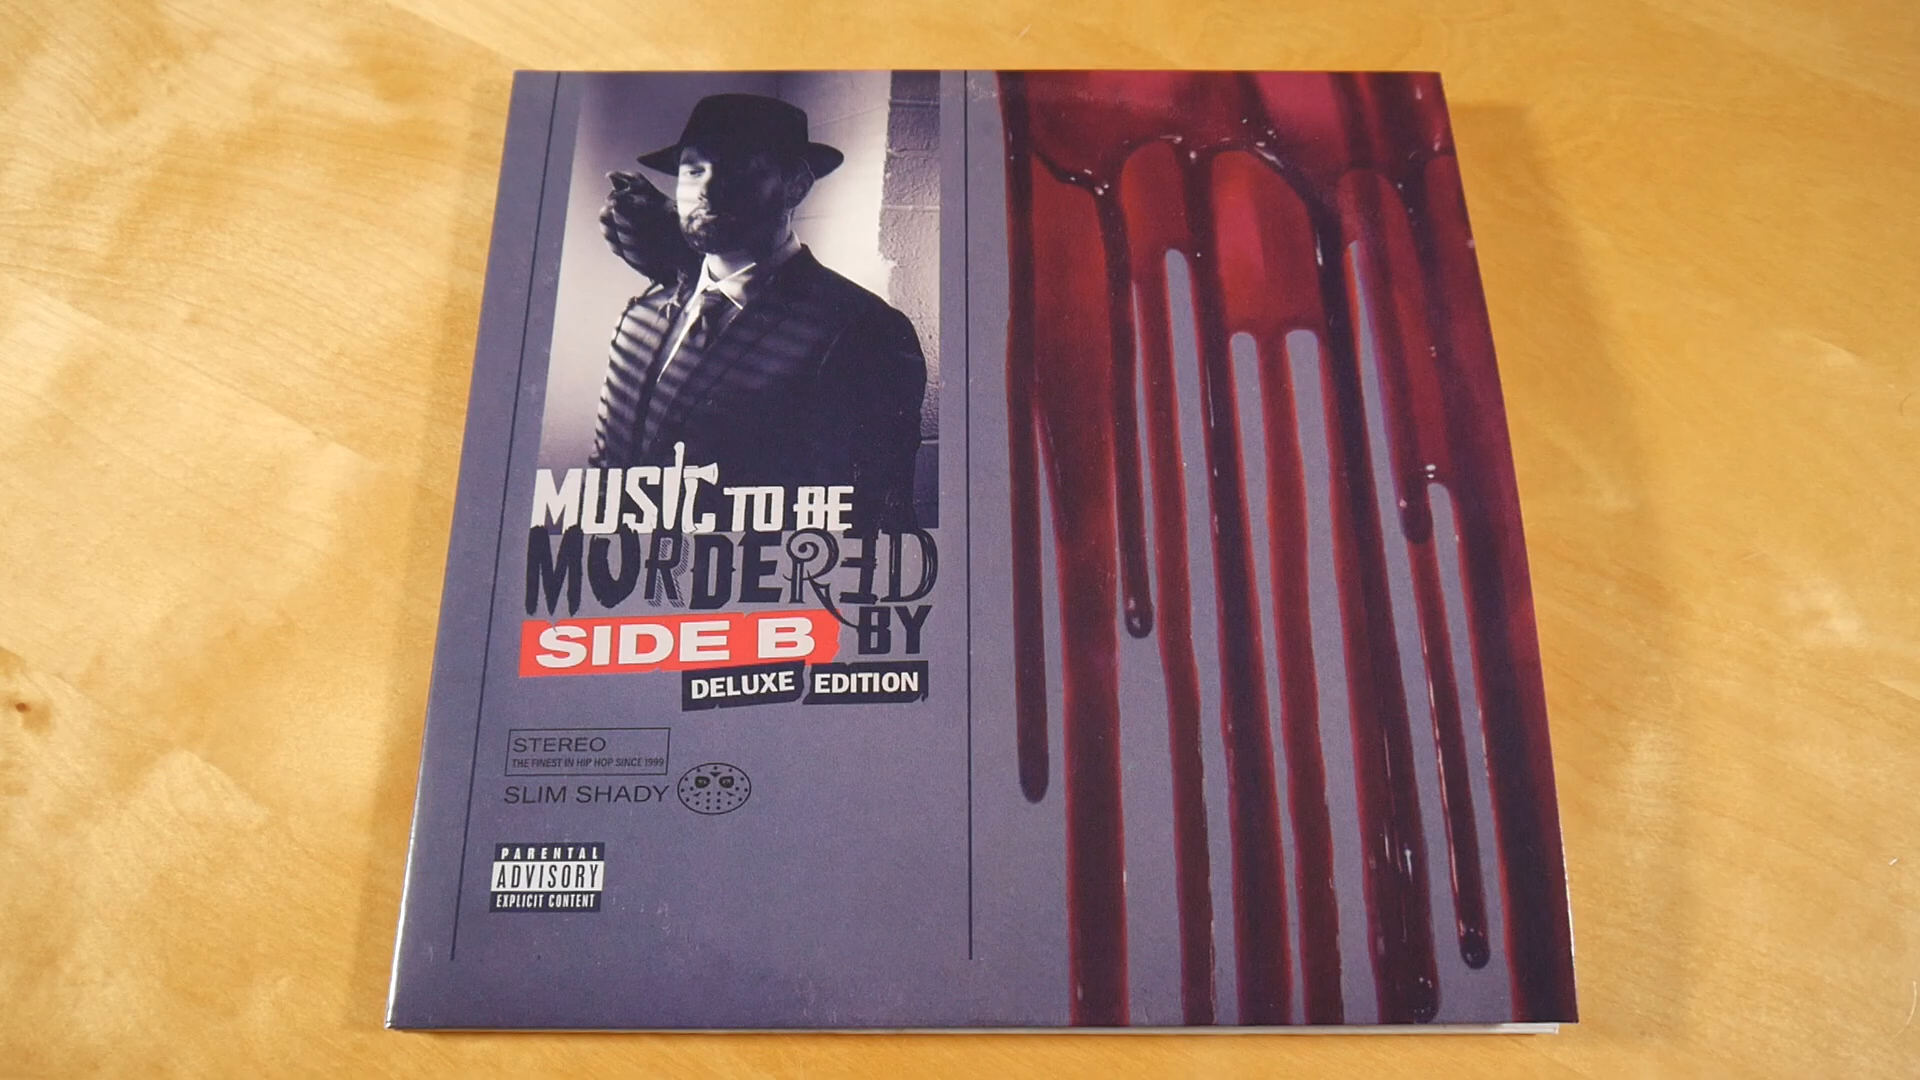 MUSIC TO BE
MURDERED
SIDE B BY
DELUXE EDITION
STEREO
THE FINEST IN HIP HOP SINCE 1999
SLIM SHADY
PARENTAL
ADVISORY
EXPLICIT CONTENT